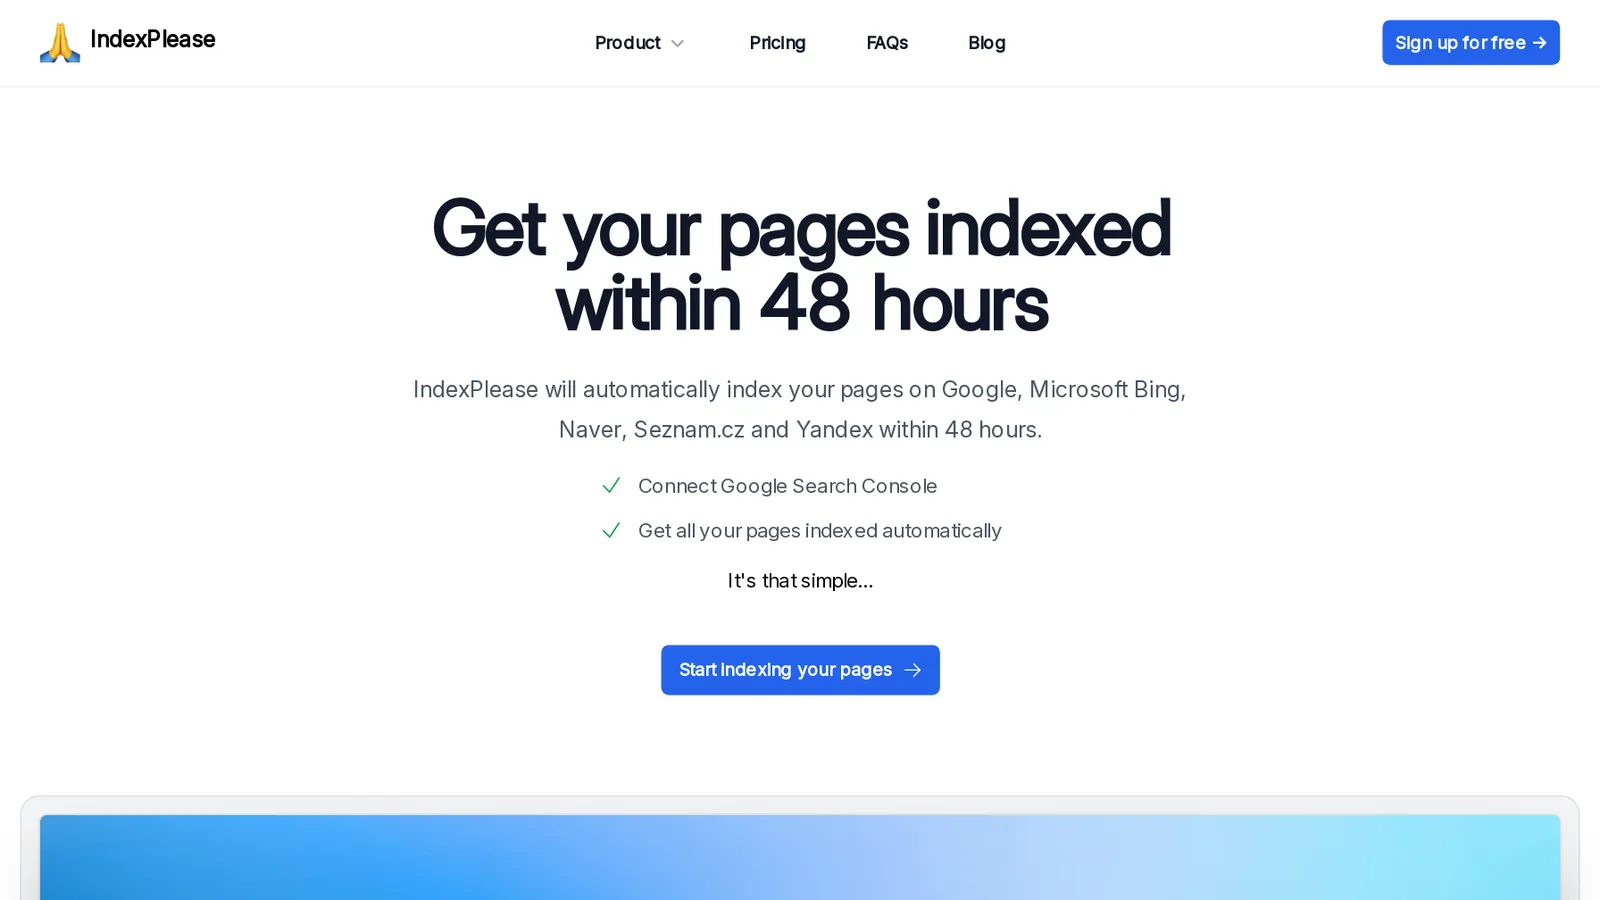 IndexPlease
Product
Pricing
FAQs
Blog
Sign up for free →
Get your pages indexed
within 48 hours
IndexPlease will automatically index your pages on Google, Microsoft Bing,
Naver, Seznam.cz and Yandex within 48 hours.
Connect Google Search Console
Get all your pages indexed automatically
It's that simple...
Start indexing your pages →